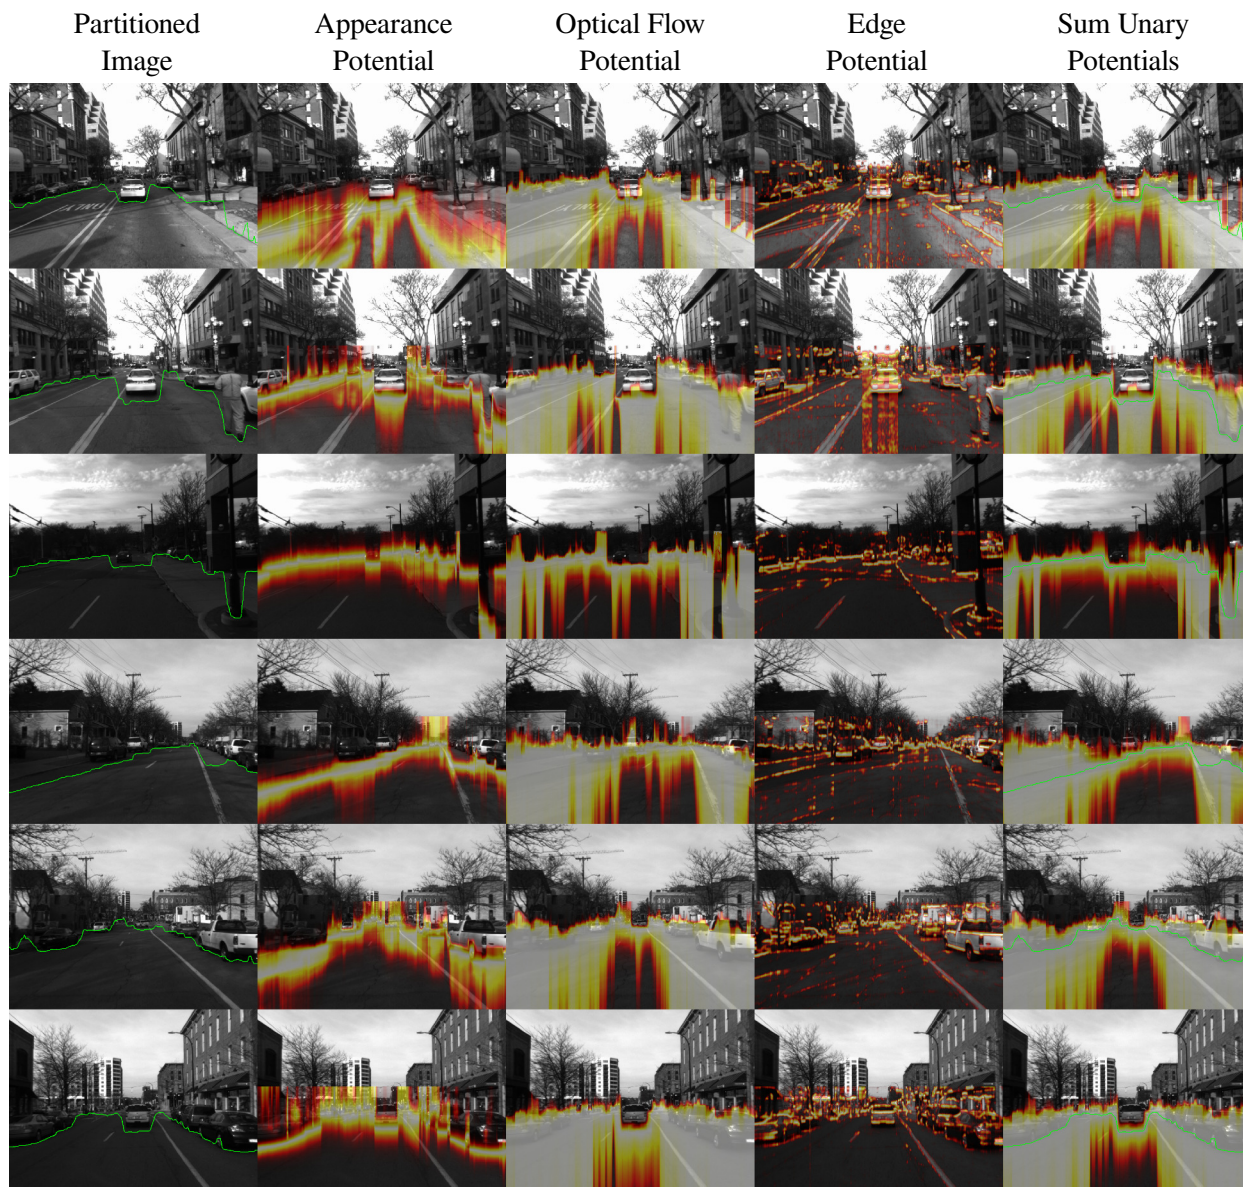 Partitioned
Image
Appearance
Potential
Optical Flow
Potential
Edge
Potential
Sum Unary
Potentials